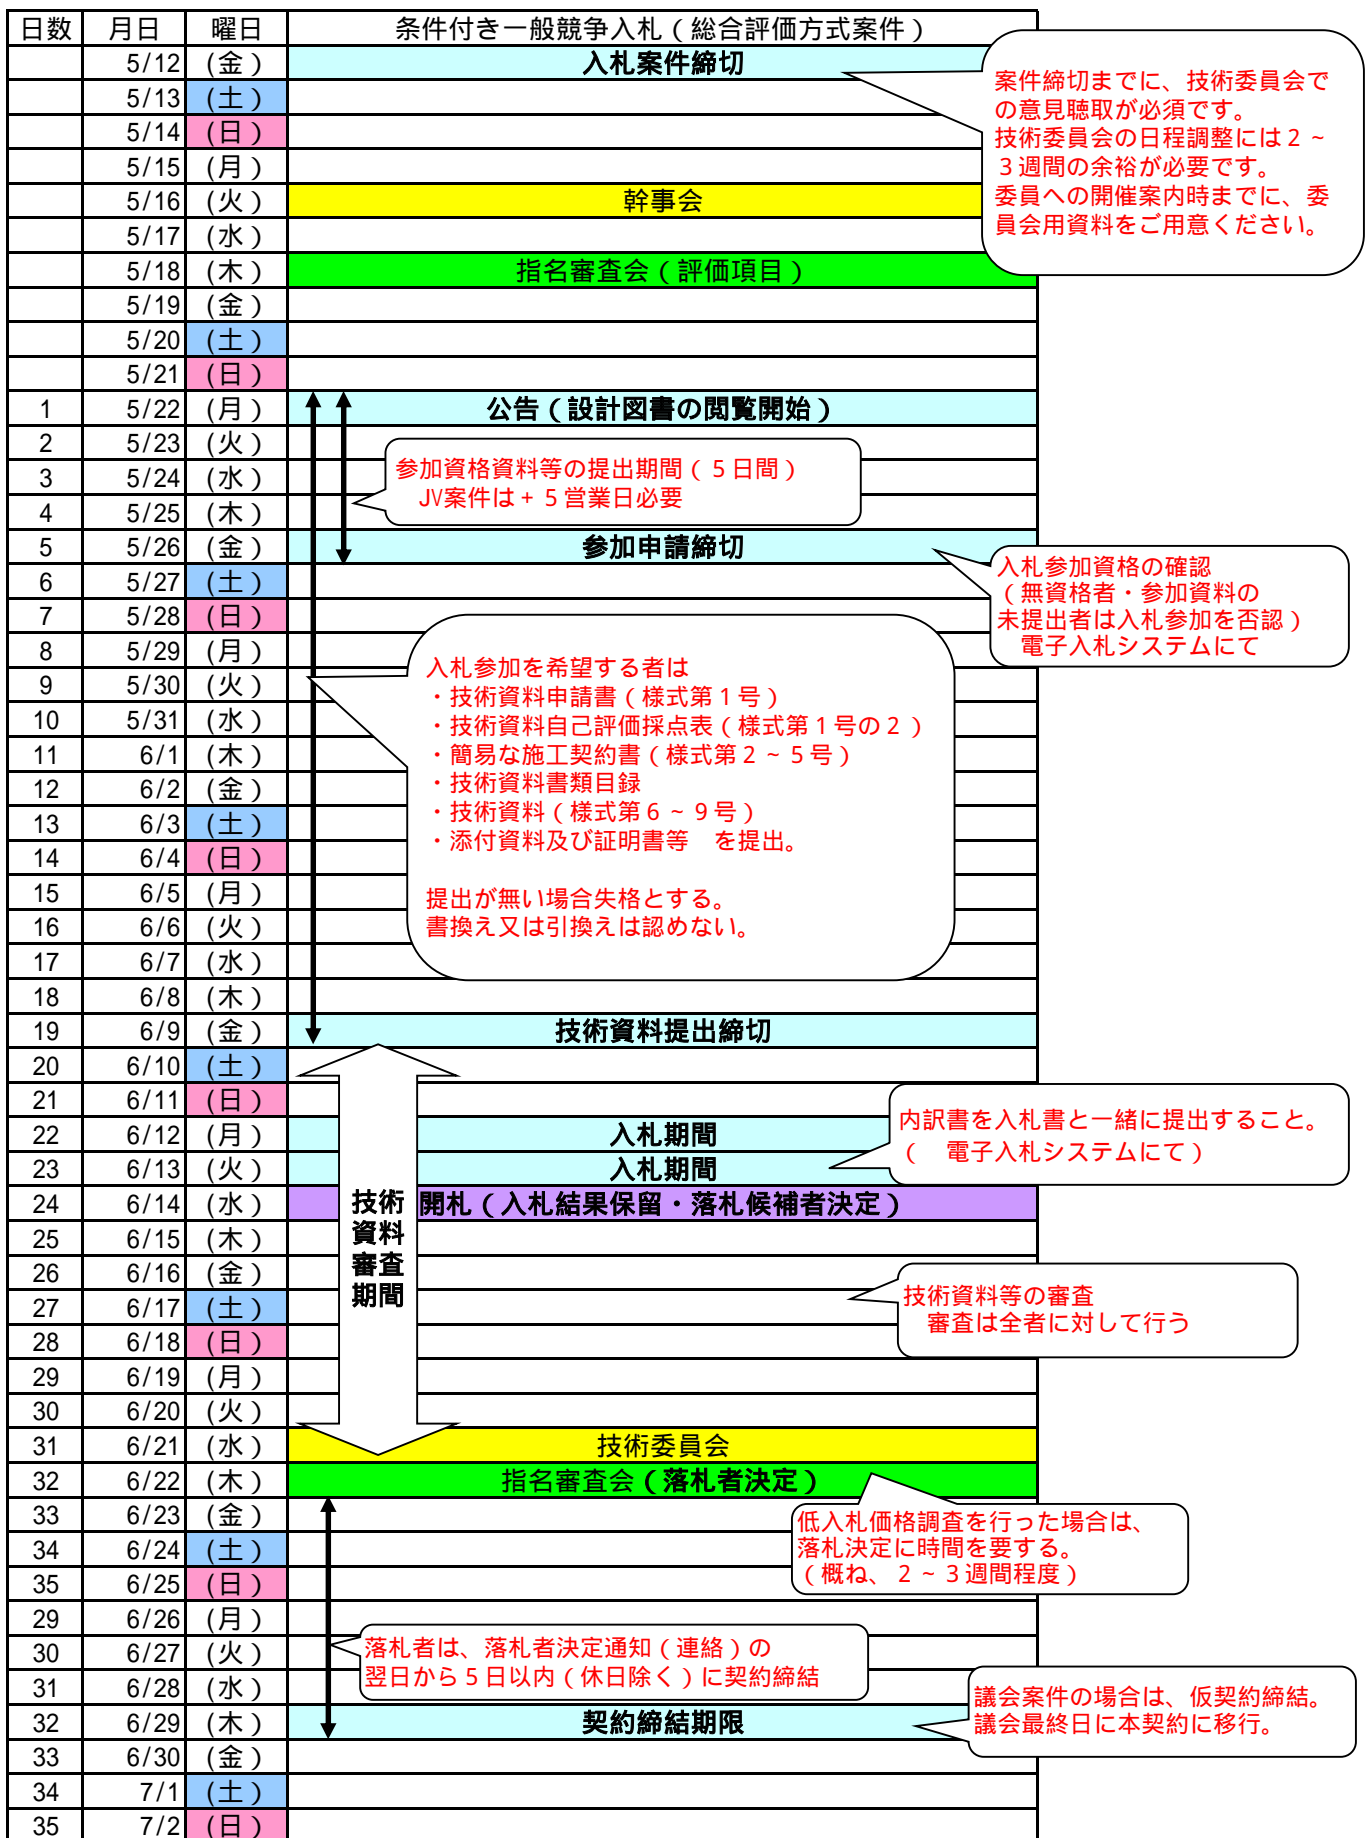 日数 月日 曜日 条件付き一般競争入札（総合評価方式案件）
5/12 (金) 入札案件締切
案件締切までに、技術委員会で
の意見聴取が必須です。
技術委員会の日程調整には２～
３週間の余裕が必要です。
委員への開催案内時までに、委
員会用資料をご用意ください。
5/13 (土)
5/14 (日)
5/15 (月)
5/16 (火) 幹事会
5/17 (水)
5/18 (木) 指名審査会（評価項目）
5/19 (金)
5/20 (土)
5/21 (日)
1 5/22 (月) 公告（設計図書の閲覧開始）
2 5/23 (火)
参加資格資料等の提出期間（５日間）
JV案件は＋５営業日必要
3 5/24 (水)
4 5/25 (木)
5 5/26 (金) 参加申請締切
入札参加資格の確認
（無資格者・参加資料の
未提出者は入札参加を否認）
電子入札システムにて
6 5/27 (土)
7 5/28 (日)
8 5/29 (月)
入札参加を希望する者は
・技術資料申請書（様式第１号）
・技術資料自己評価採点表（様式第１号の２）
・簡易な施工契約書（様式第２～５号）
・技術資料書類目録
・技術資料（様式第６～９号）
・添付資料及び証明書等　を提出。
提出が無い場合失格とする。
書換え又は引換えは認めない。
9 5/30 (火)
10 5/31 (水)
11 6/1 (木)
12 6/2 (金)
13 6/3 (土)
14 6/4 (日)
15 6/5 (月)
16 6/6 (火)
17 6/7 (水)
18 6/8 (木)
19 6/9 (金) 技術資料提出締切
20 6/10 (土)
21 6/11 (日)
22 6/12 (月) 入札期間
内訳書を入札書と一緒に提出すること。
（　電子入札システムにて）
23 6/13 (火) 入札期間
24 6/14 (水) 開札（入札結果保留・落札候補者決定）
技術
資料
審査
期間
25 6/15 (木)
26 6/16 (金)
技術資料等の審査
審査は全者に対して行う
27 6/17 (土)
28 6/18 (日)
29 6/19 (月)
30 6/20 (火)
31 6/21 (水) 技術委員会
32 6/22 (木) 指名審査会（落札者決定）
低入札価格調査を行った場合は、
落札決定に時間を要する。
（概ね、２～３週間程度）
33 6/23 (金)
34 6/24 (土)
35 6/25 (日)
29 6/26 (月)
落札者は、落札者決定通知（連絡）の
翌日から５日以内（休日除く）に契約締結
30 6/27 (火)
31 6/28 (水)
32 6/29 (木) 契約締結期限
議会案件の場合は、仮契約締結。
議会最終日に本契約に移行。
33 6/30 (金)
34 7/1 (土)
35 7/2 (日)